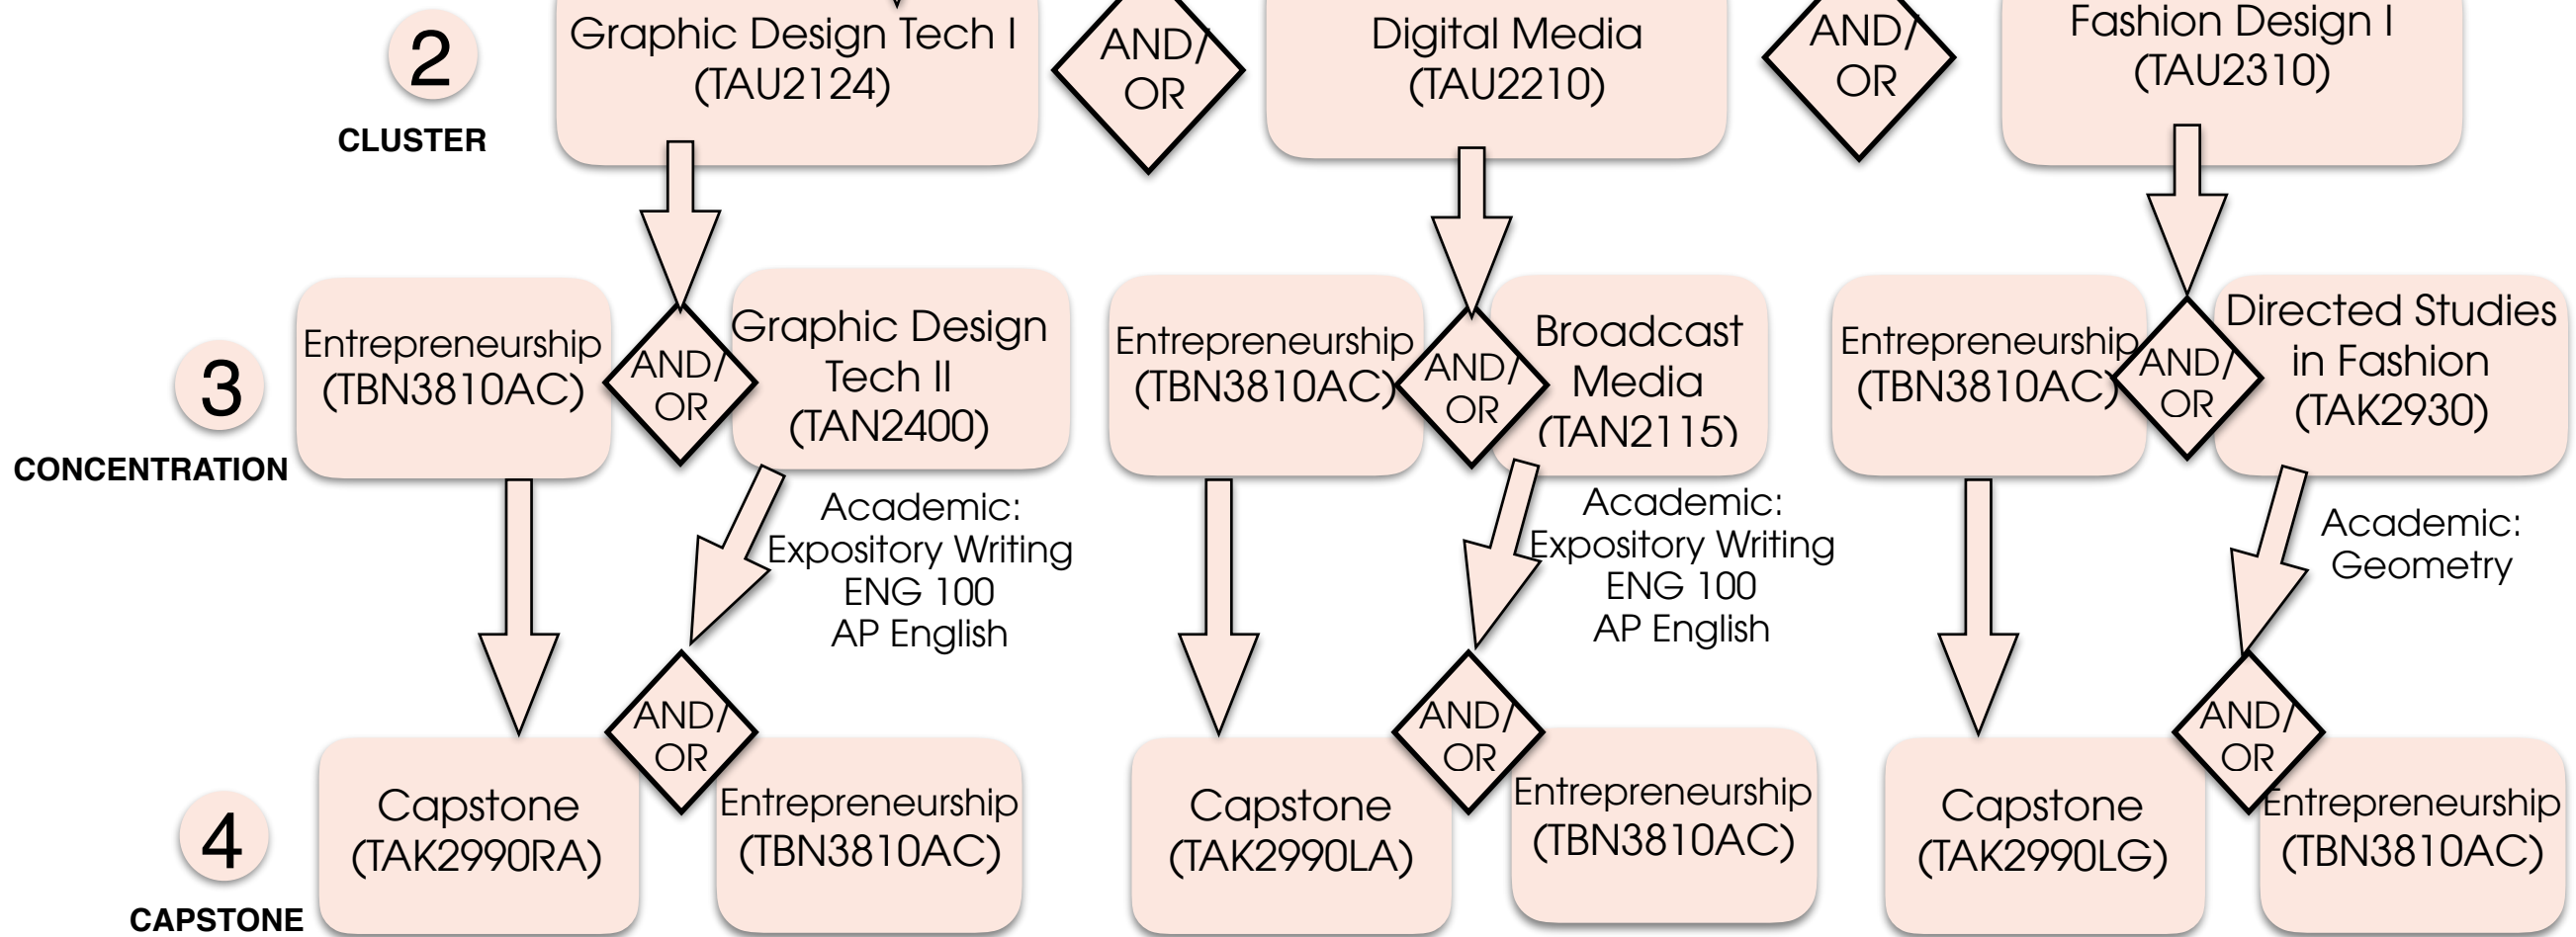 2
CLUSTER
Graphic Design Tech I
(TAU2124)
AND/
OR
Digital Media
(TAU2210)
AND/
OR
Fashion Design I
(TAU2310)
3
CONCENTRATION
Entrepreneurship
(TBN3810AC)
AND/
OR
Graphic Design
Tech II
(TAN2400)
Entrepreneurship
(TBN3810AC)
AND/
OR
Broadcast
Media
(TAN2115)
Entrepreneurship
(TBN3810AC)
AND/
OR
Directed Studies
in Fashion
(TAK2930)
Academic:
Expository Writing
ENG 100
AP English
Academic:
Expository Writing
ENG 100
AP English
Academic:
Geometry
4
CAPSTONE
Capstone
(TAK2990RA)
AND/
OR
Entrepreneurship
(TBN3810AC)
Capstone
(TAK2990LA)
AND/
OR
Entrepreneurship
(TBN3810AC)
Capstone
(TAK2990LG)
AND/
OR
Entrepreneurship
(TBN3810AC)